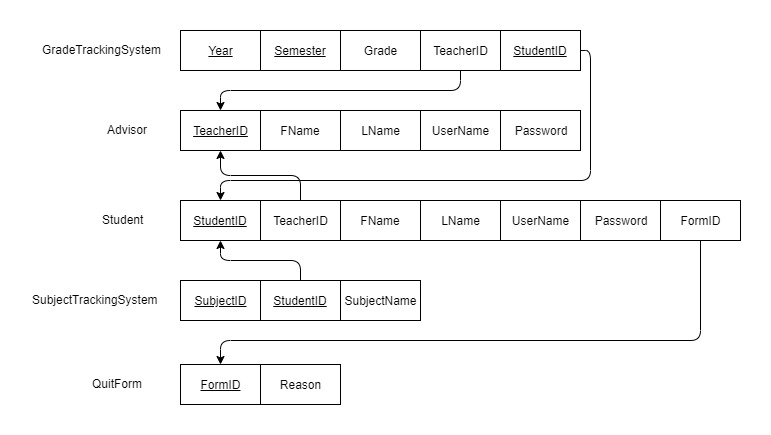 GradeTrackingSystem Year Semester Grade TeacherID StudentID
Advisor TeacherID FName LName UserName Password
Student StudentID TeacherID FName LName UserName Password FormID
SubjectTrackingSystem SubjectID StudentID SubjectName
QuitForm FormID Reason